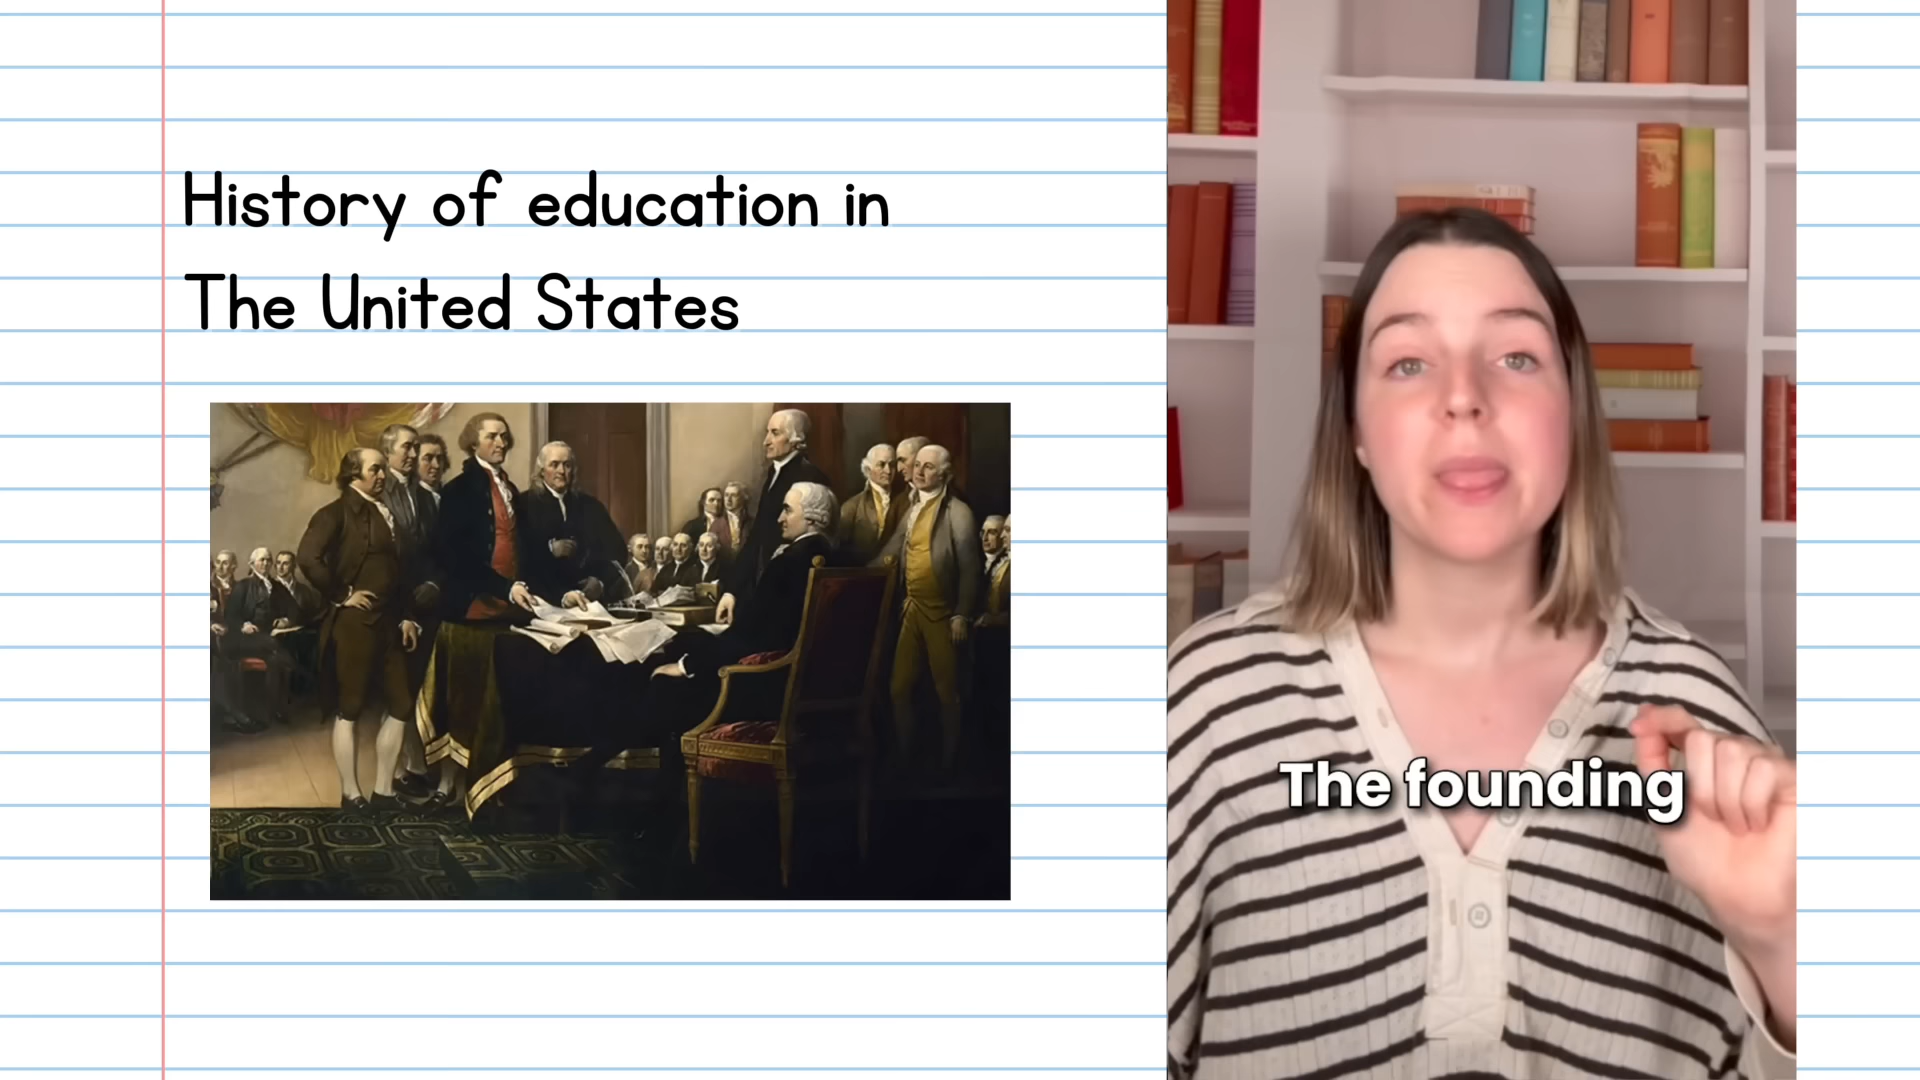 History of education in
The United States
The founding